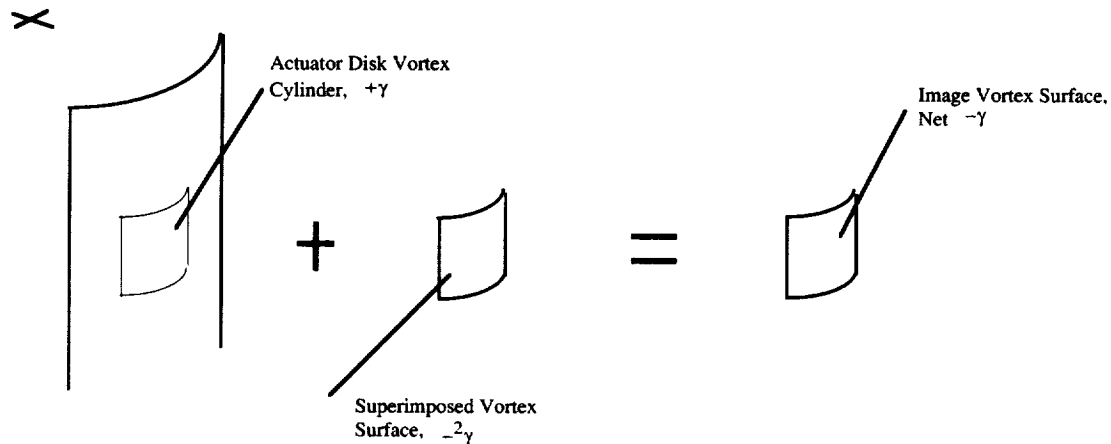 Actuator Disk Vortex
Cylinder, +γ
Image Vortex Surface,
Net −γ
+
=
Superimposed Vortex
Surface, −2γ